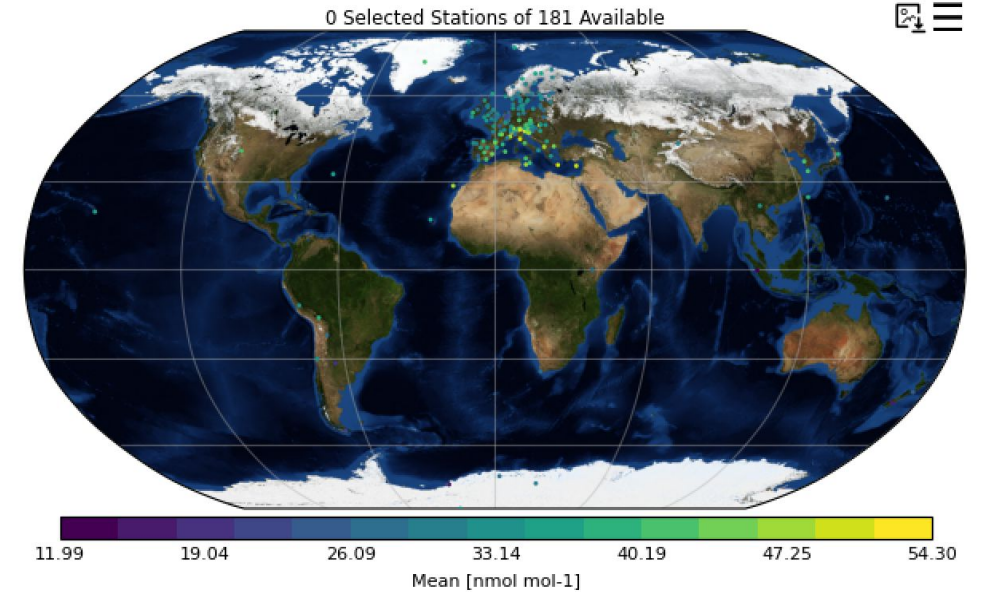 0 Selected Stations of 181 Available
11.99 19.04 26.09 33.14 40.19 47.25 54.30
Mean [nmol mol-1]